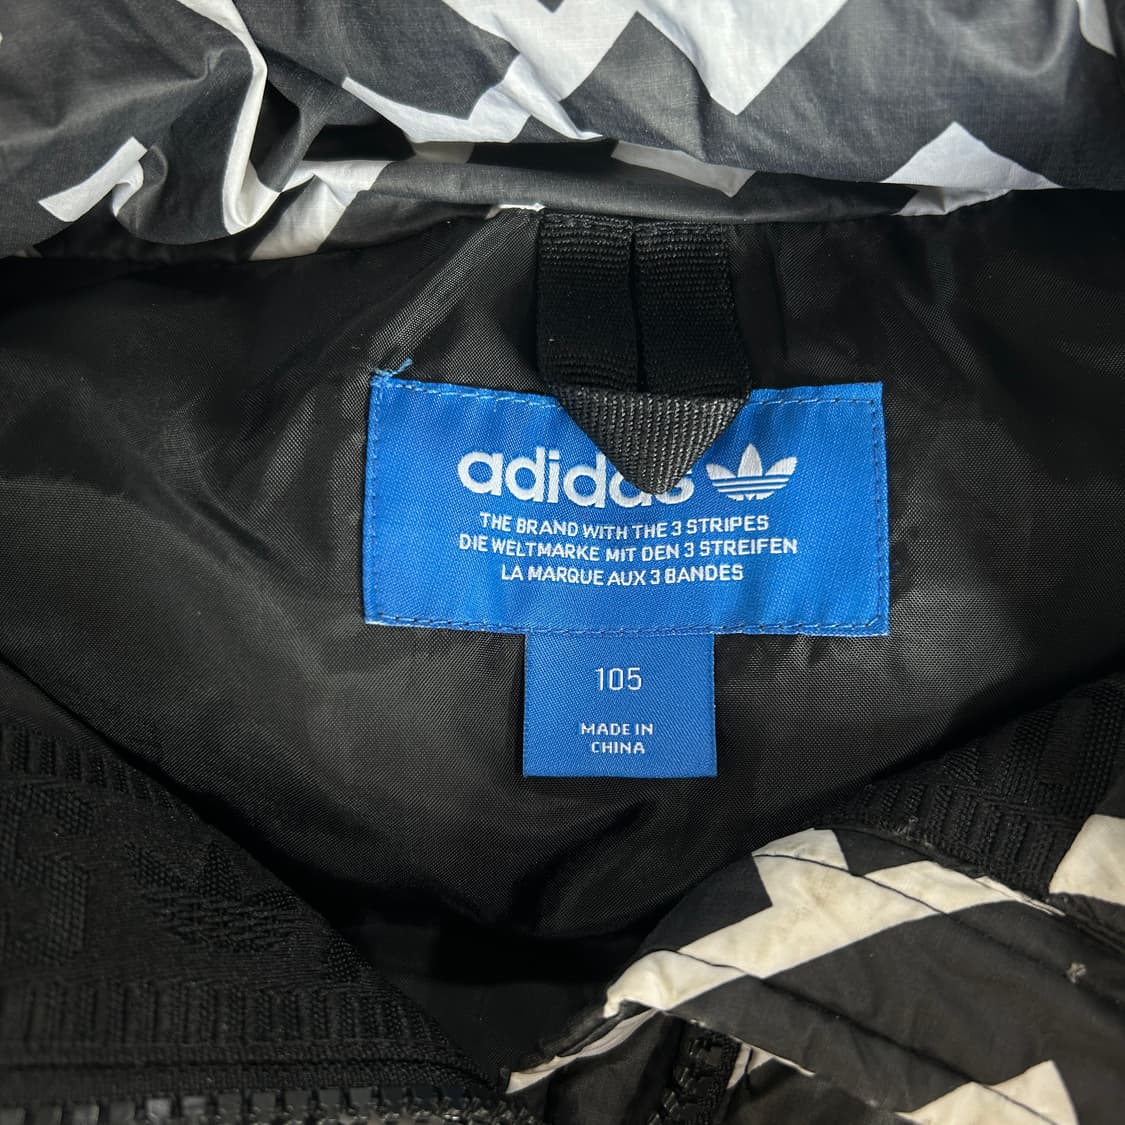 adidas
THE BRAND WITH THE 3 STRIPES
DIE WELTMARKE MIT DEN 3 STREIFEN
LA MARQUE AUX 3 BANDES
105
MADE IN
CHINA